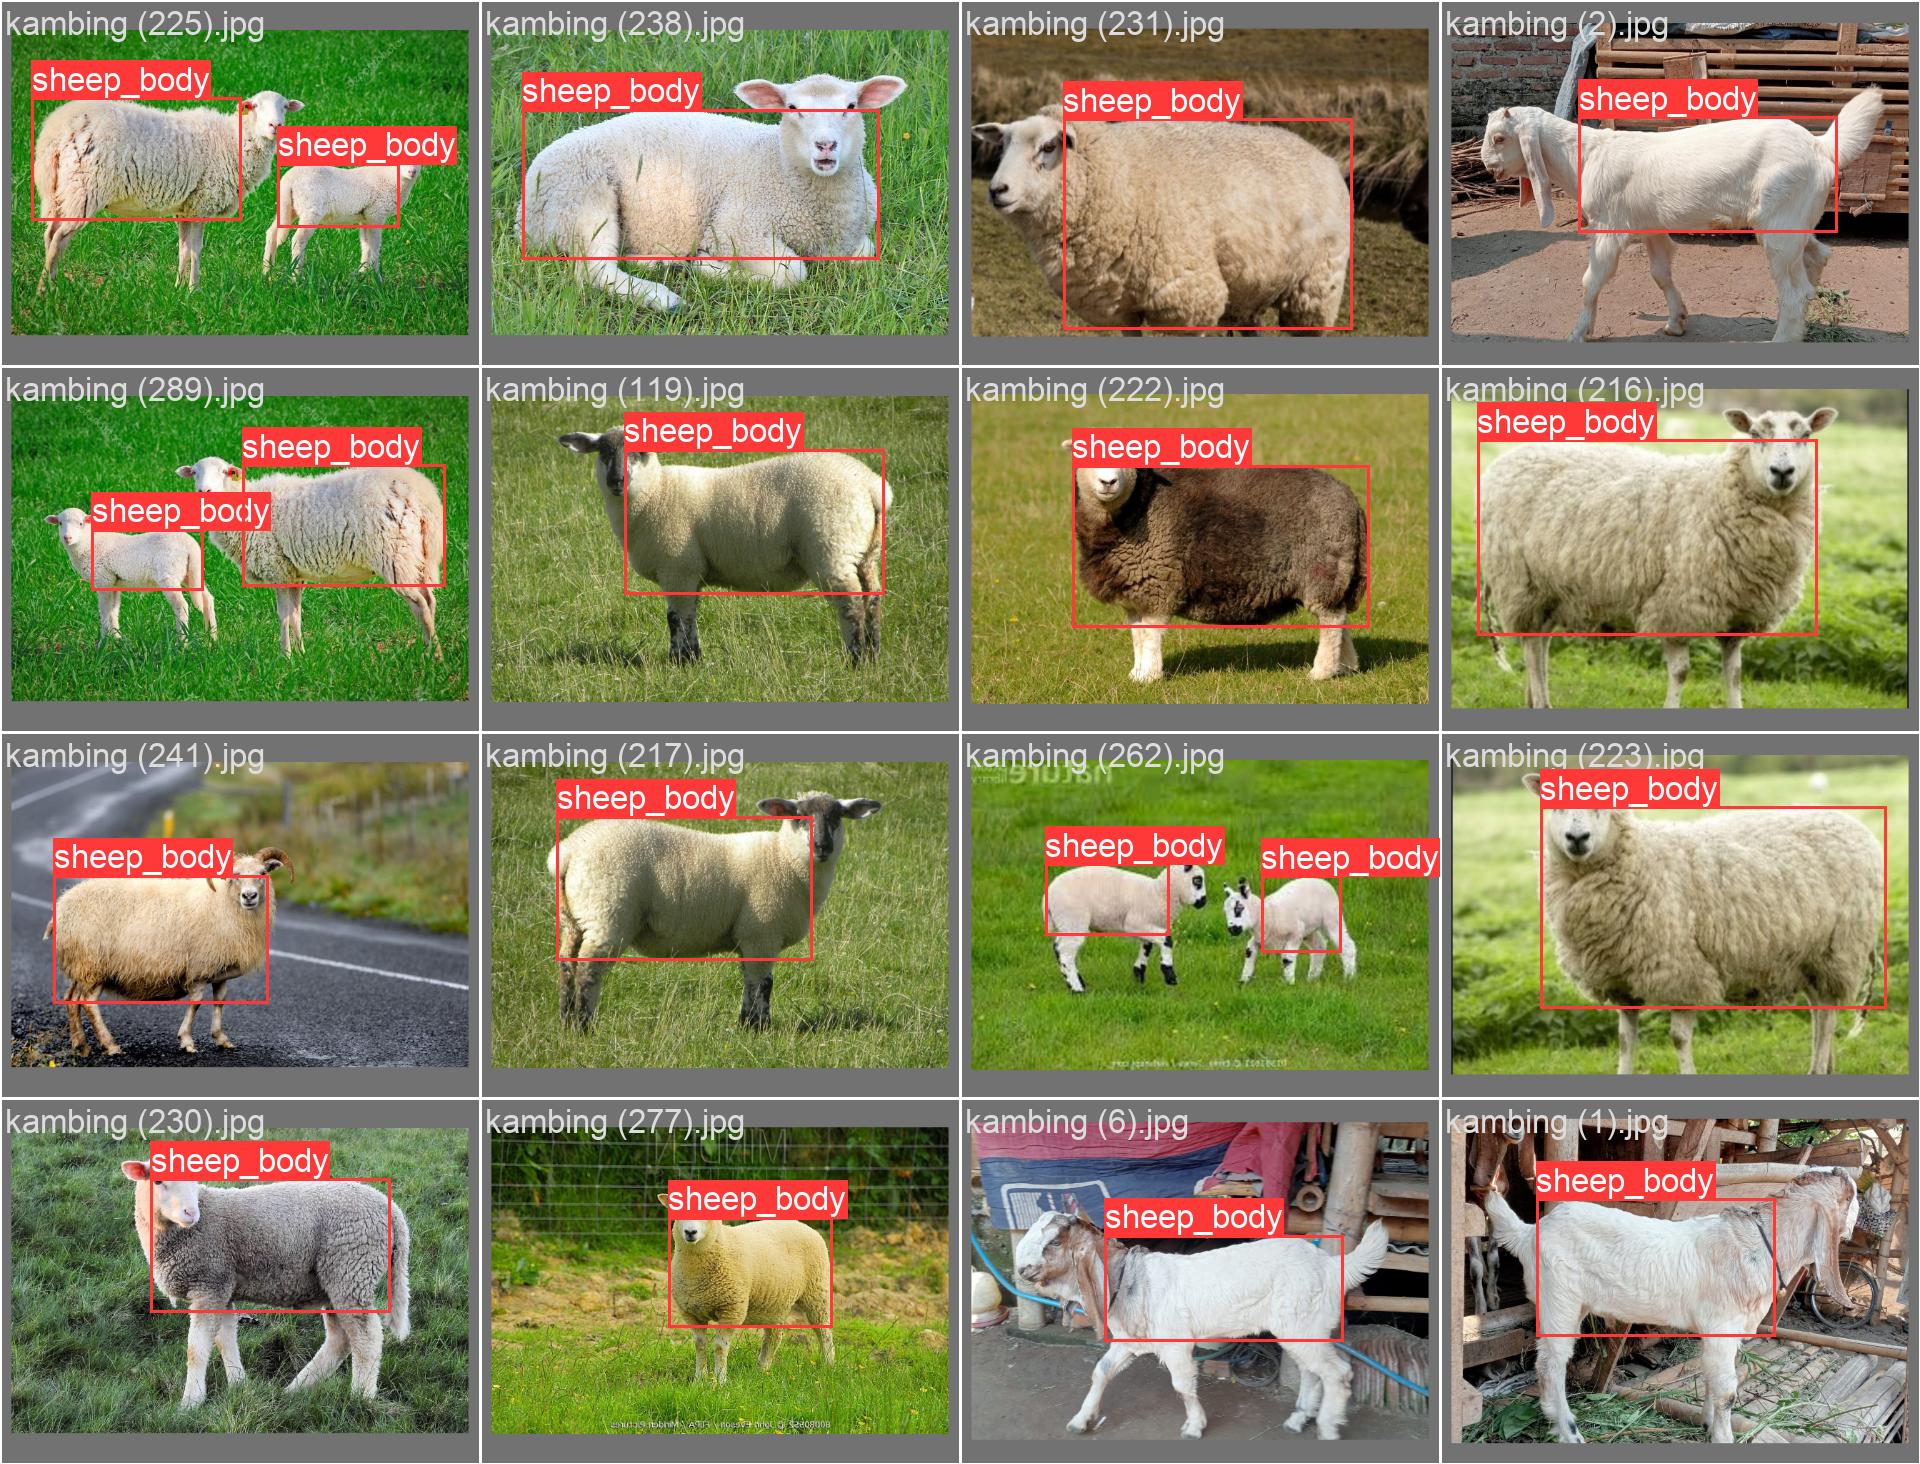 kambing (225).jpg
sheep_body
sheep_body
kambing (238).jpg
sheep_body
kambing (231).jpg
sheep_body
kambing (2).jpg
sheep_body
kambing (289).jpg
sheep_body
sheep_body
kambing (119).jpg
sheep_body
kambing (222).jpg
sheep_body
kambing (216).jpg
sheep_body
kambing (241).jpg
sheep_body
kambing (217).jpg
sheep_body
kambing (262).jpg
sheep_body
sheep_body
kambing (223).jpg
sheep_body
kambing (230).jpg
sheep_body
kambing (277).jpg
sheep_body
kambing (6).jpg
sheep_body
kambing (1).jpg
sheep_body